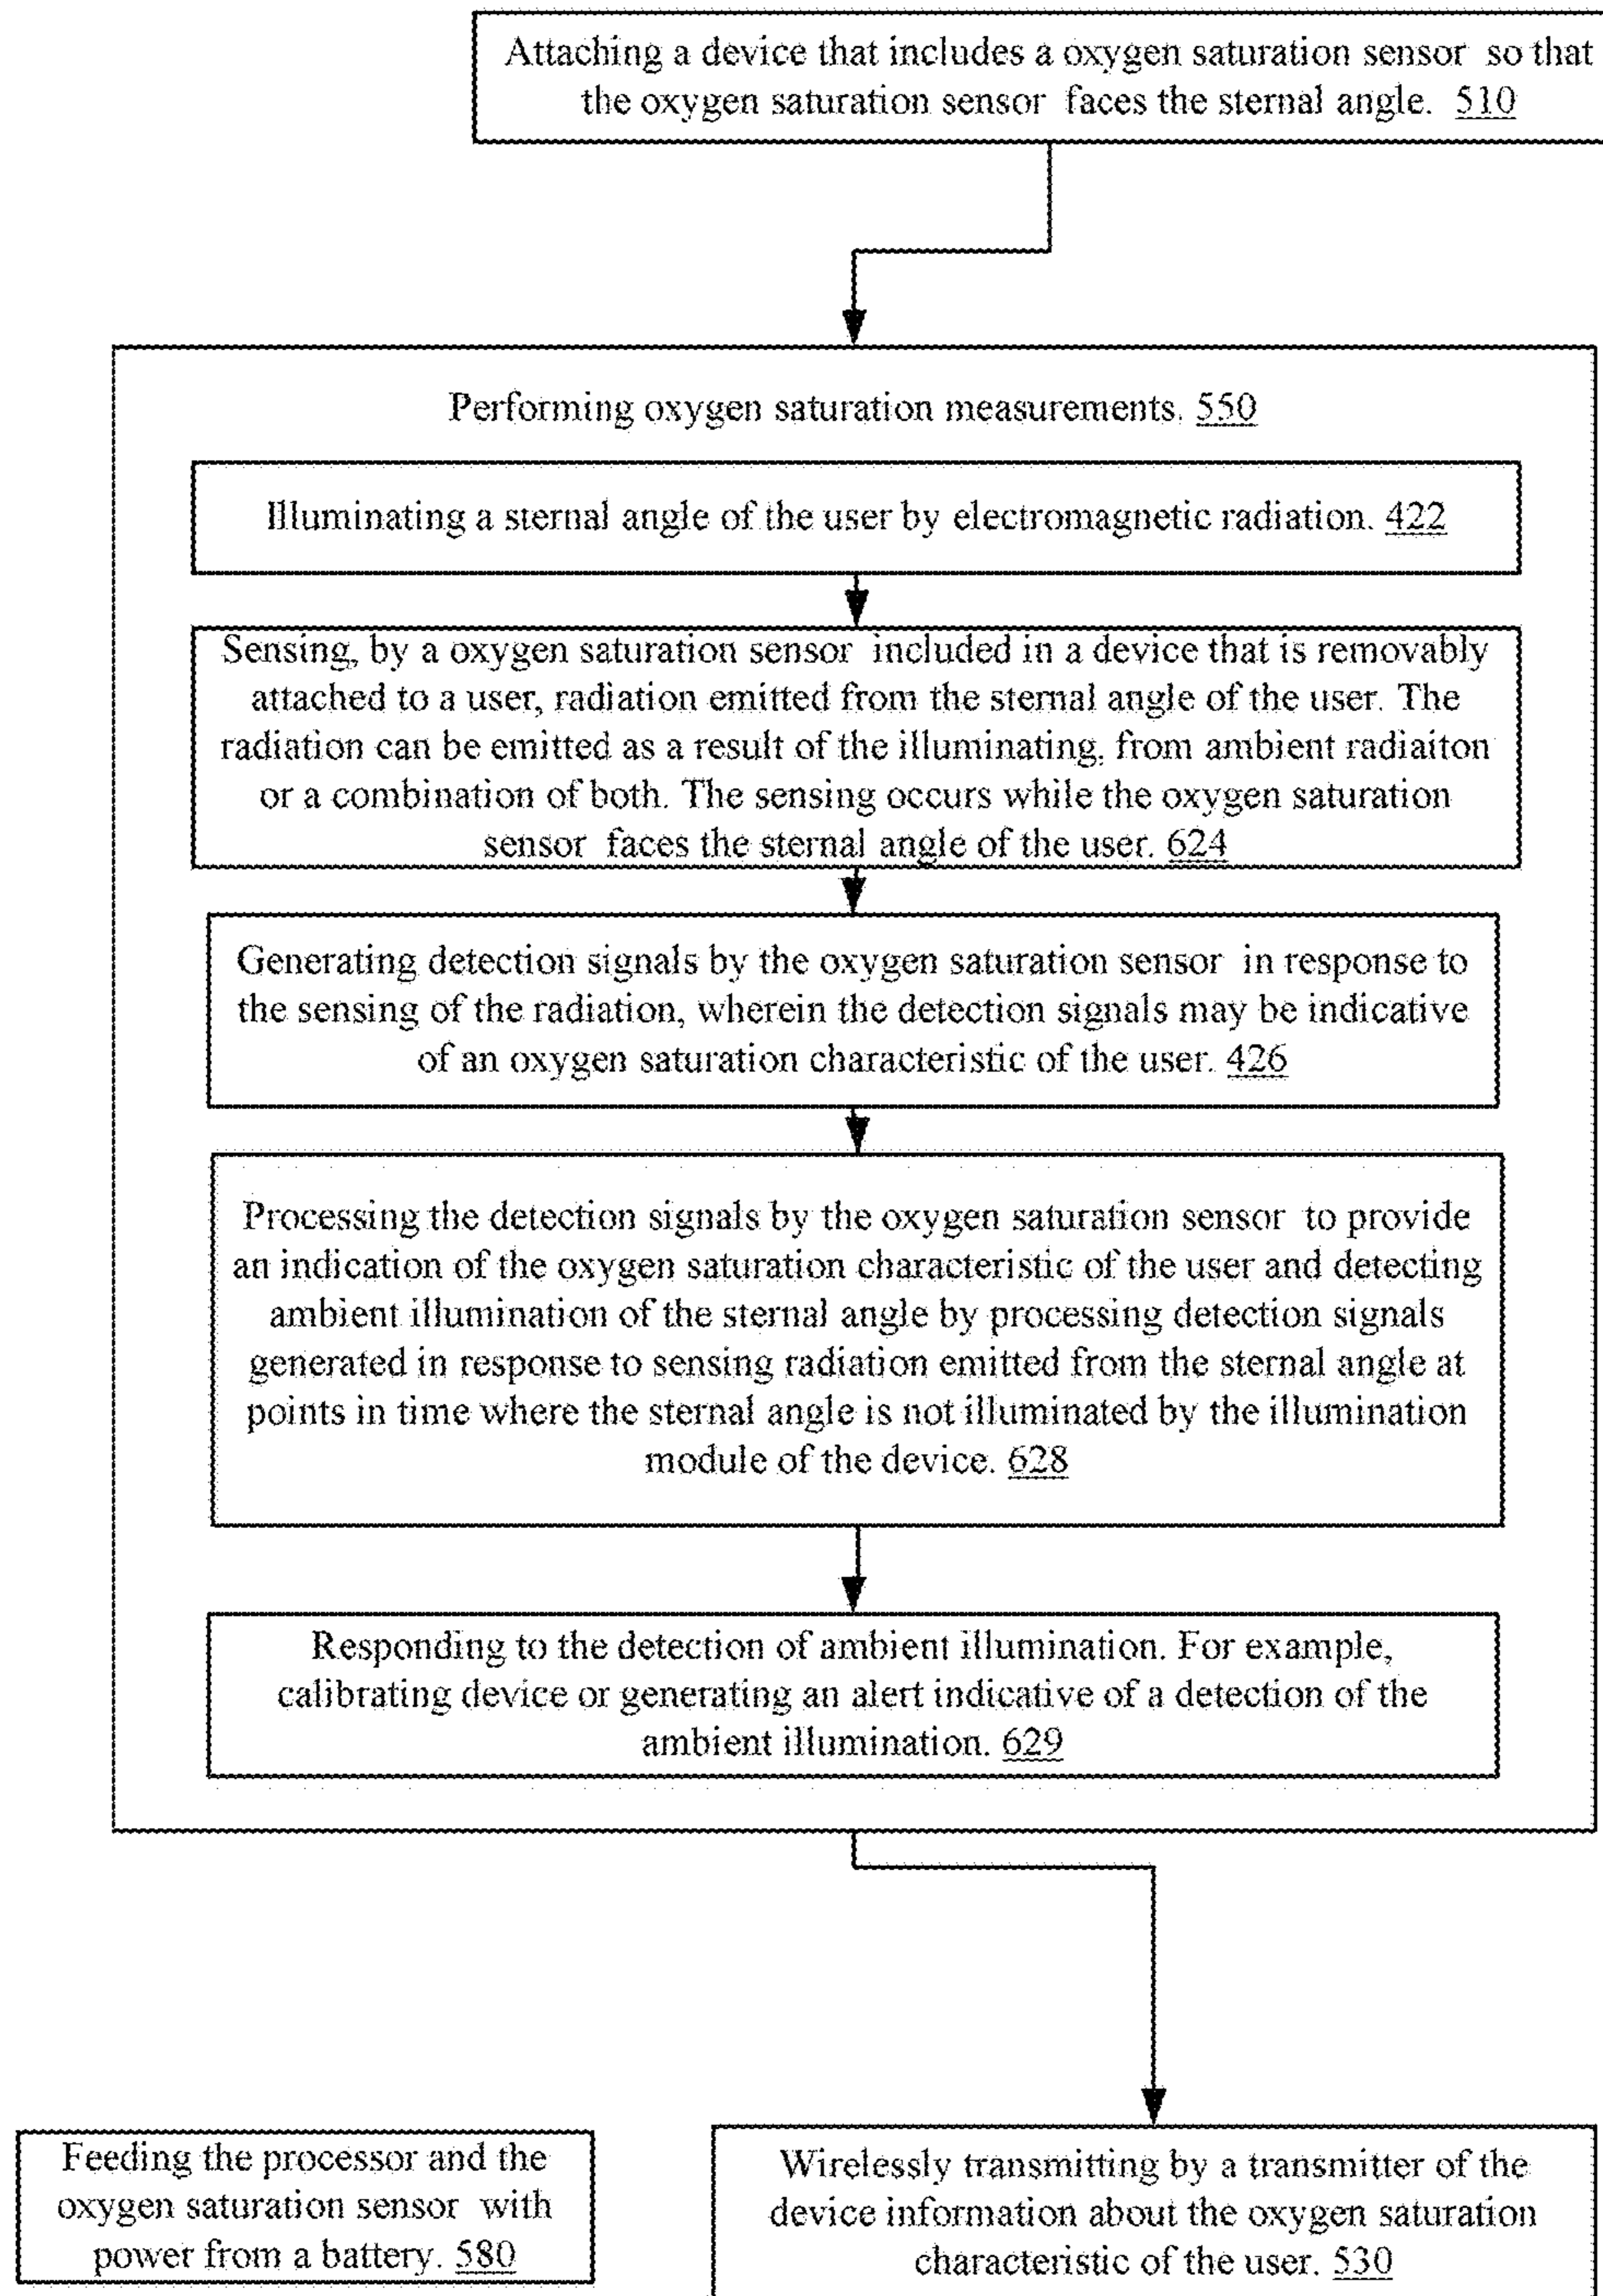 Attaching a device that includes a oxygen saturation sensor so that
the oxygen saturation sensor faces the sternal angle. 510
Performing oxygen saturation measurements. 550
Illuminating a sternal angle of the user by electromagnetic radiation. 422
Sensing, by a oxygen saturation sensor included in a device that is removably
attached to a user, radiation emitted from the sternal angle of the user. The
radiation can be emitted as a result of the illuminating, from ambient radiaiton
or a combination of both. The sensing occurs while the oxygen saturation
sensor faces the sternal angle of the user. 624
Generating detection signals by the oxygen saturation sensor in response to
the sensing of the radiation, wherein the detection signals may be indicative
of an oxygen saturation characteristic of the user. 426
Processing the detection signals by the oxygen saturation sensor to provide
an indication of the oxygen saturation characteristic of the user and detecting
ambient illumination of the sternal angle by processing detection signals
generated in response to sensing radiation emitted from the sternal angle at
points in time where the sternal angle is not illuminated by the illumination
module of the device. 628
Responding to the detection of ambient illumination. For example,
calibrating device or generating an alert indicative of a detection of the
ambient illumination. 629
Feeding the processor and the
oxygen saturation sensor with
power from a battery. 580
Wirelessly transmitting by a transmitter of the
device information about the oxygen saturation
characteristic of the user. 530